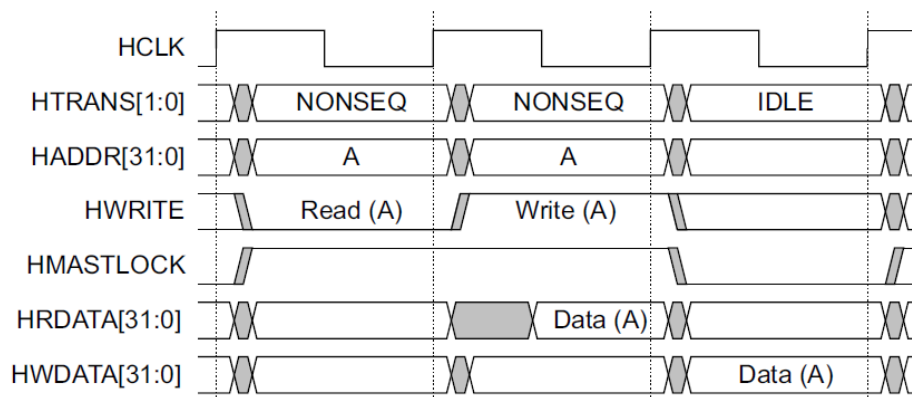 HCLK
HTRANS[1:0] NONSEQ NONSEQ IDLE
HADDR[31:0] A A
HWRITE Read (A) Write (A)
HMASTLOCK
HRDATA[31:0] Data (A)
HWDATA[31:0] Data (A)